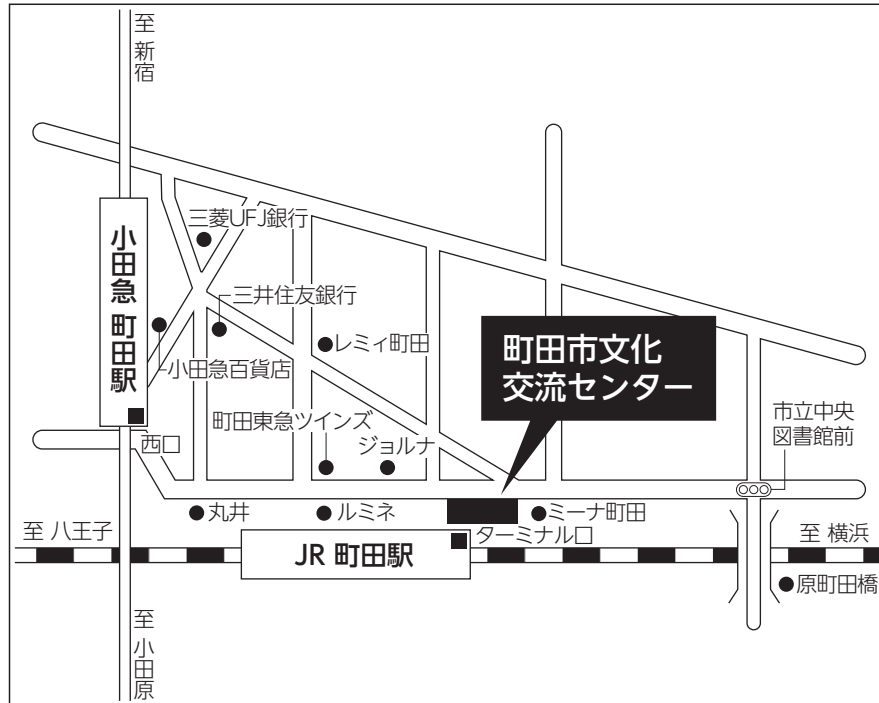 至 新宿
三菱UFJ銀行
小田急 町田駅
三井住友銀行
レミィ町田
小田急百貨店
町田市文化
交流センター
町田東急ツインズ
ジョルナ
市立中央
図書館前
西口
丸井
ルミネ
ミーナ町田
至 八王子
ターミナル口
至 横浜
JR 町田駅
原町田橋
至 小田原